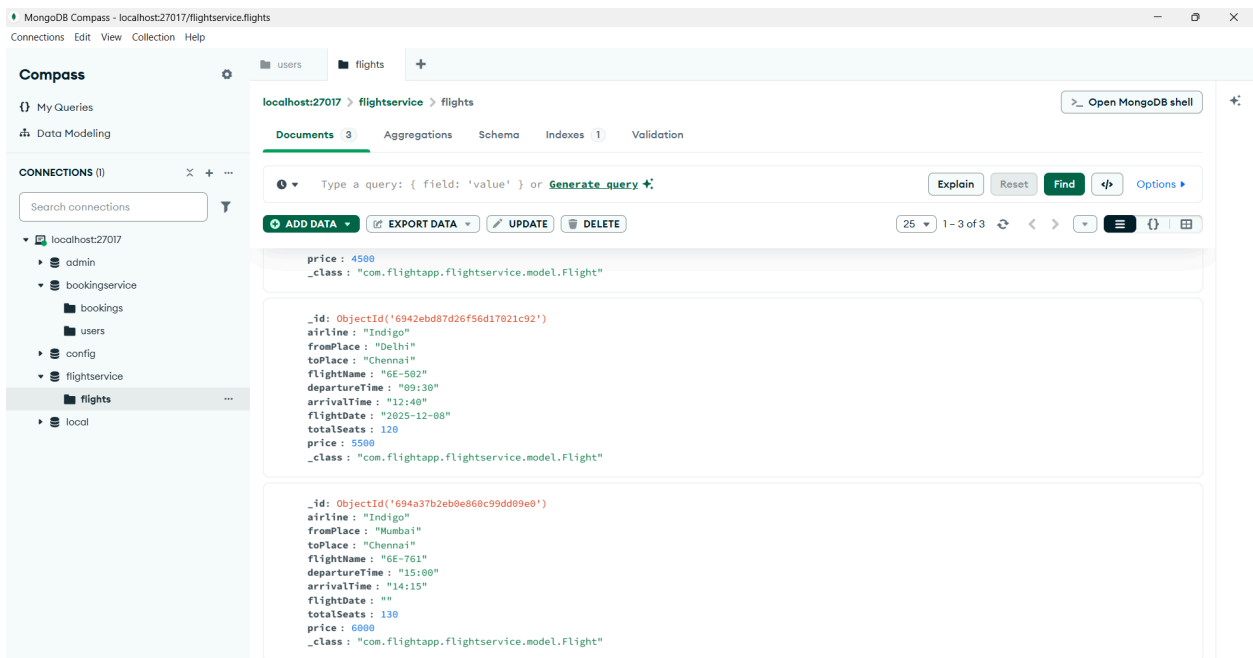 MongoDB Compass - localhost:27017/flightservice.flights
Connections Edit View Collection Help
Compass
My Queries
Data Modeling
CONNECTIONS (1)
Search connections
localhost:27017
admin
bookingservice
bookings
users
config
flightservice
flights
local
users
flights
localhost:27017 > flightservice > flights
>_ Open MongoDB shell
Documents 3 Aggregations Schema Indexes 1 Validation
Type a query: { field: 'value' } or Generate query
Explain Reset Find </> Options
ADD DATA EXPORT DATA UPDATE DELETE
25 1 – 3 of 3 {}
price : 4500
_class : "com.flightapp.flightservice.model.Flight"
_id: ObjectId('6942ebd87d26f56d17021c92')
airline : "Indigo"
fromPlace : "Delhi"
toPlace : "Chennai"
flightName : "6E-502"
departureTime : "09:30"
arrivalTime : "12:40"
flightDate : "2025-12-08"
totalSeats : 120
price : 5500
_class : "com.flightapp.flightservice.model.Flight"
_id: ObjectId('694a37b2eb0e860c99dd09e0')
airline : "Indigo"
fromPlace : "Mumbai"
toPlace : "Chennai"
flightName : "6E-761"
departureTime : "15:00"
arrivalTime : "14:15"
flightDate : ""
totalSeats : 130
price : 6000
_class : "com.flightapp.flightservice.model.Flight"